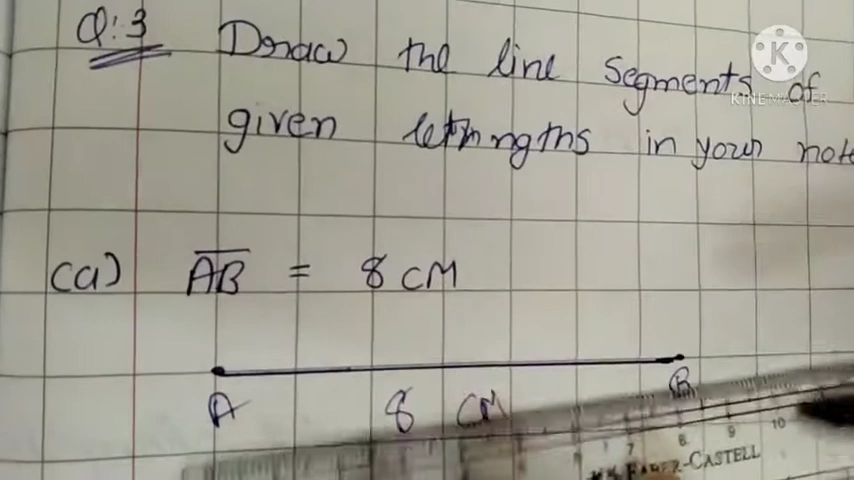 Q:3 Draw the line segments of
KINEMASTER
given lengths in your note
(a) AB = 8 CM
A 8 CM B
7 8 9 10
FABER-CASTELL